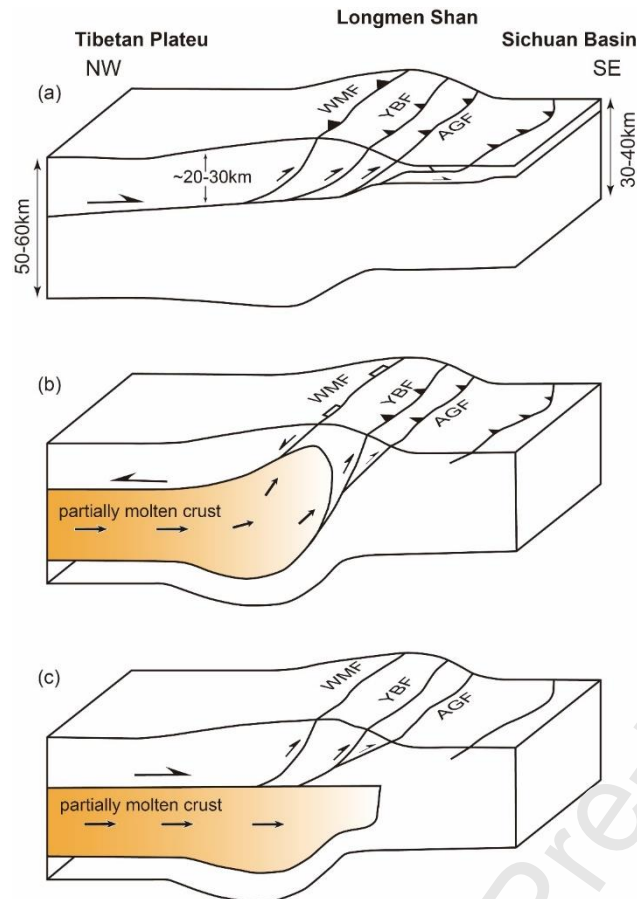 Longmen Shan
Tibetan Plateu
Sichuan Basin
NW
SE
(a)
WMF
YBF
AGF
~20-30km
50-60km
30-40km
(b)
WMF
YBF
AGF
partially molten crust
(c)
WMF
YBF
AGF
partially molten crust
Pre